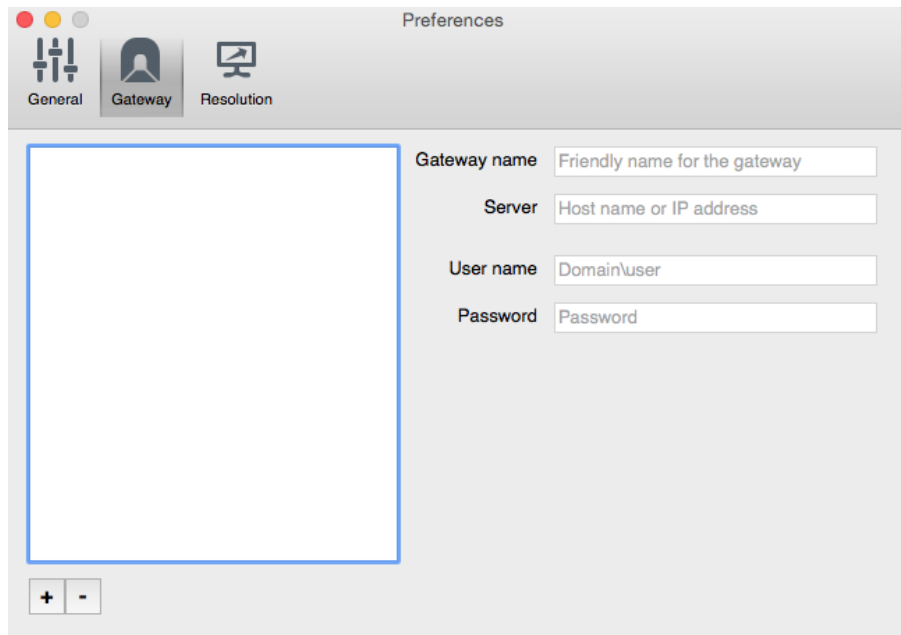 Preferences
General Gateway Resolution
Gateway name Friendly name for the gateway
Server Host name or IP address
User name Domain\user
Password Password
+ -